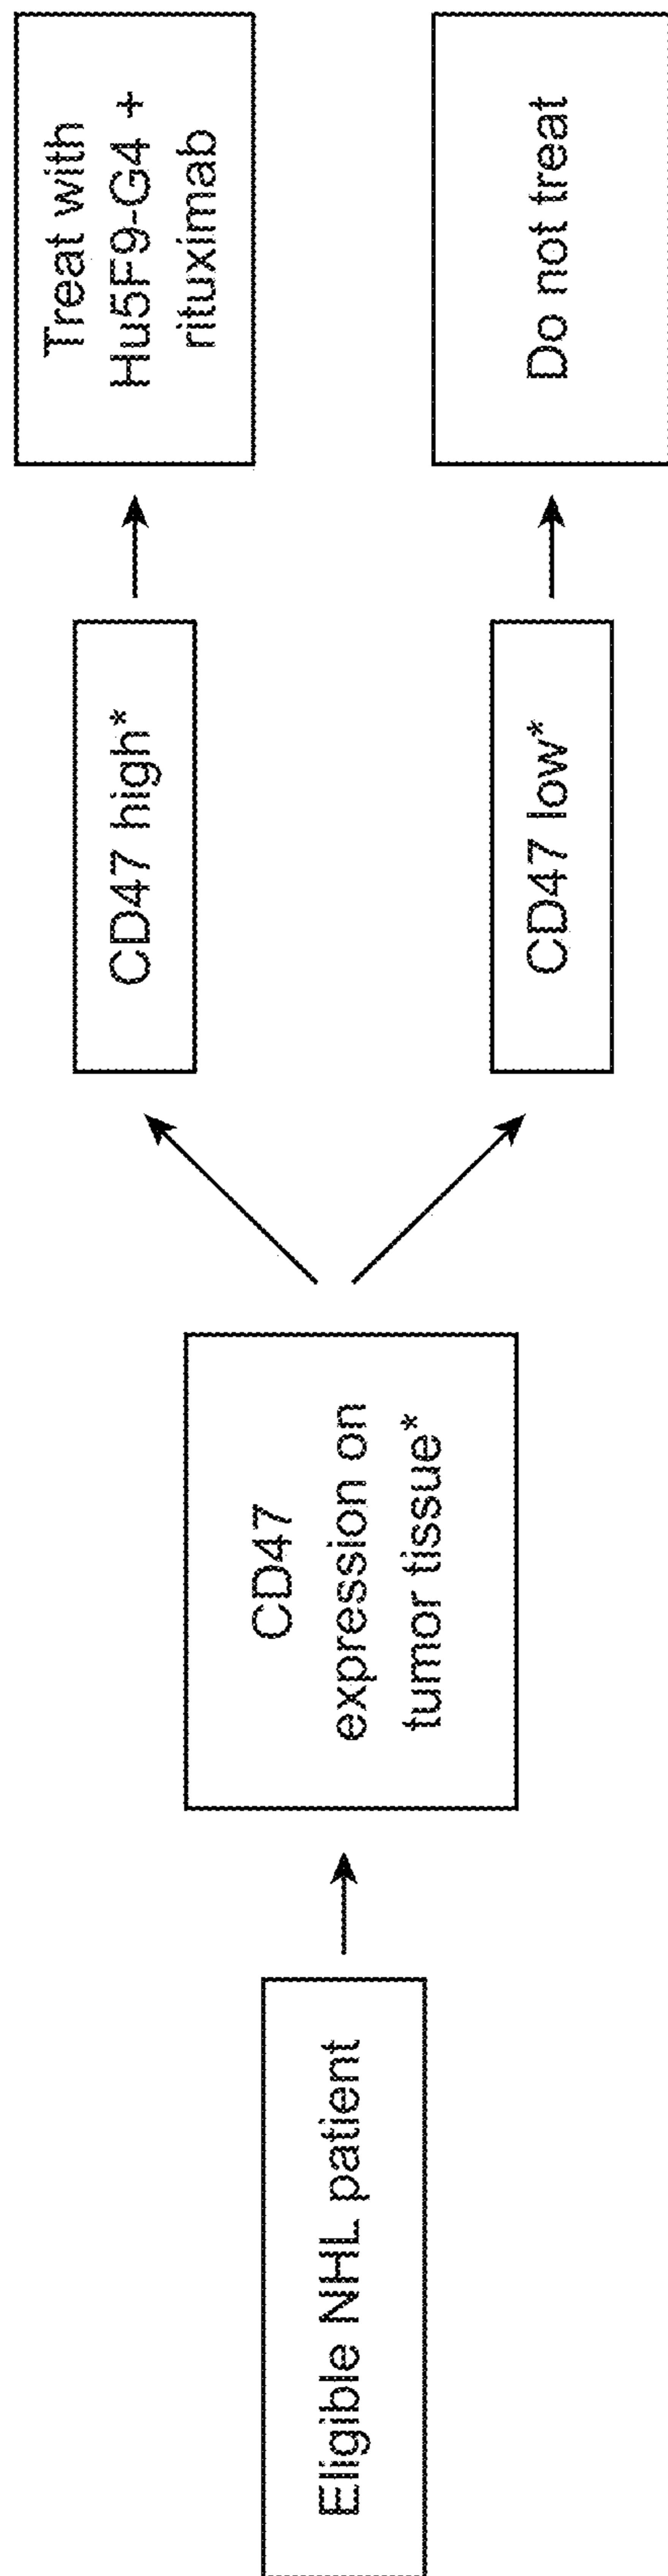 Eligible NHL patient
CD47
expression on
tumor tissue*
CD47 high*
Treat with
Hu5F9-G4 +
rituximab
CD47 low*
Do not treat